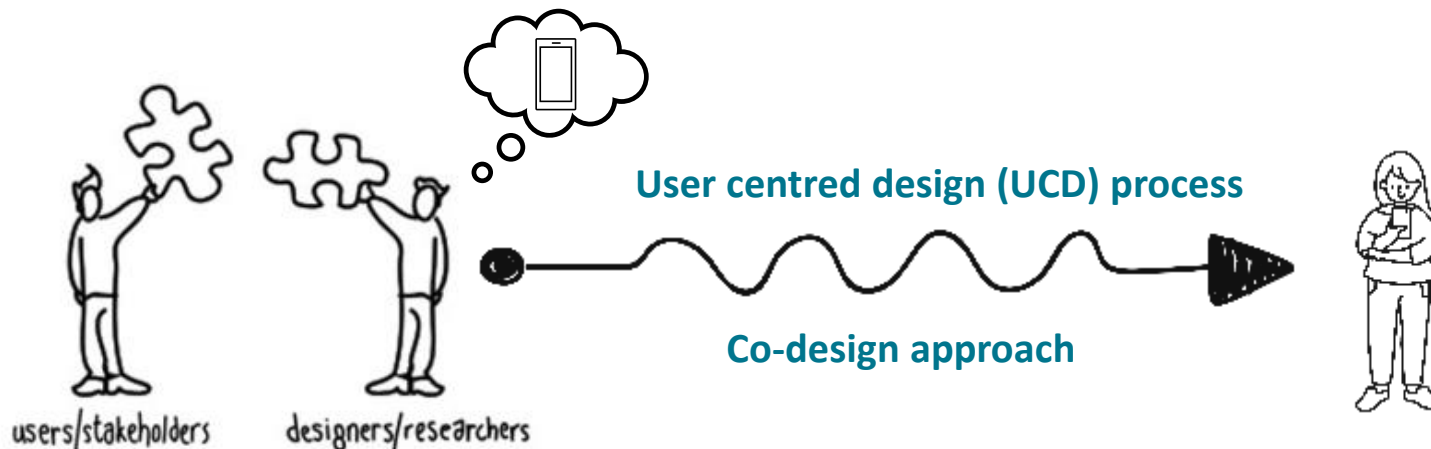 User centred design (UCD) process
Co-design approach
users/stakeholders
designers/researchers